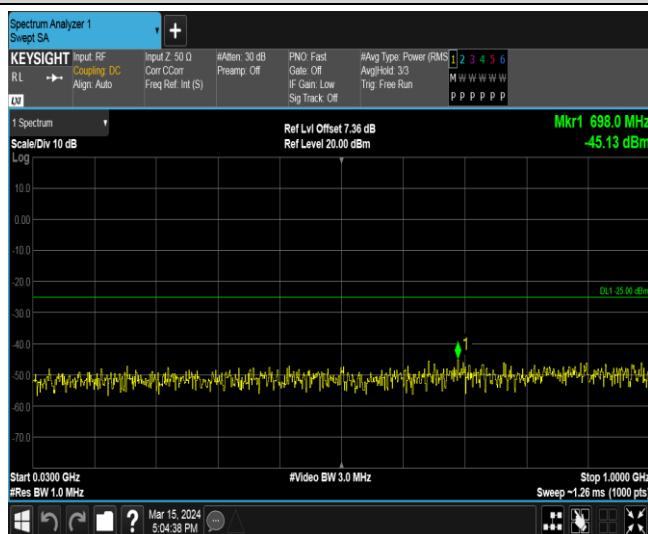 Spectrum Analyzer 1
Swept SA
+
KEYSIGHT
RL
LXI
Input: RF
Coupling: DC
Align: Auto
Input Z: 50 Ω
Corr CCorr
Freq Ref: Int (S)
#Atten: 30 dB
Preamp: Off
PNO: Fast
Gate: Off
IF Gain: Low
Sig Track: Off
#Avg Type: Power (RMS
Avg|Hold: 3/3
Trig: Free Run
1 2 3 4 5 6
M W W W W W
P P P P P P
1 Spectrum
Scale/Div 10 dB
Ref Lvl Offset 7.36 dB
Ref Level 20.00 dBm
Mkr1 698.0 MHz
-45.13 dBm
Log
10.0
0.00
-10.0
-20.0
DL1 -25.00 dBm
-30.0
-40.0
1
-50.0
-60.0
-70.0
Start 0.0300 GHz
#Video BW 3.0 MHz
Stop 1.0000 GHz
#Res BW 1.0 MHz
Sweep ~1.26 ms (1000 pts)
?
Mar 15, 2024
5:04:38 PM